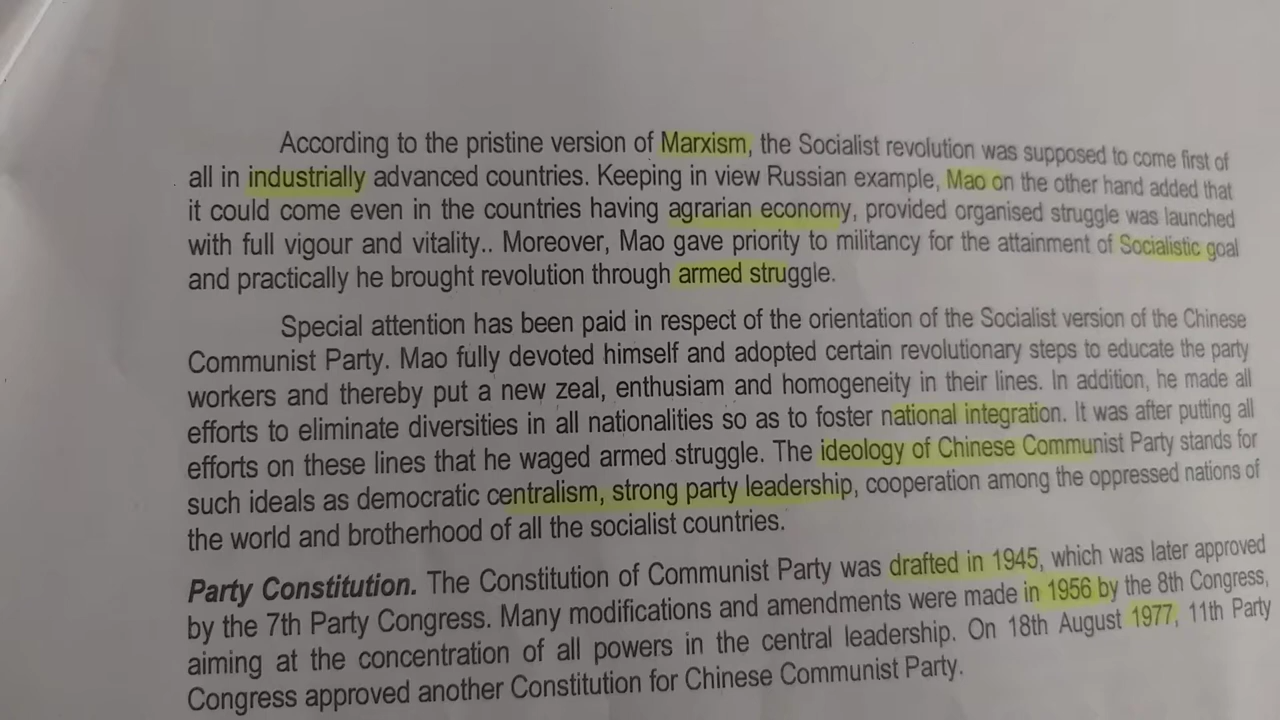 According to the pristine version of Marxism, the Socialist revolution was supposed to come first of
all in industrially advanced countries. Keeping in view Russian example, Mao on the other hand added that
it could come even in the countries having agrarian economy, provided organised struggle was launched
with full vigour and vitality.. Moreover, Mao gave priority to militancy for the attainment of Socialistic goal
and practically he brought revolution through armed struggle.
Special attention has been paid in respect of the orientation of the Socialist version of the Chinese
Communist Party. Mao fully devoted himself and adopted certain revolutionary steps to educate the party
workers and thereby put a new zeal, enthusiam and homogeneity in their lines. In addition, he made all
efforts to eliminate diversities in all nationalities so as to foster national integration. It was after putting all
efforts on these lines that he waged armed struggle. The ideology of Chinese Communist Party stands for
such ideals as democratic centralism, strong party leadership, cooperation among the oppressed nations of
the world and brotherhood of all the socialist countries.
Party Constitution. The Constitution of Communist Party was drafted in 1945, which was later approved
by the 7th Party Congress. Many modifications and amendments were made in 1956 by the 8th Congress,
aiming at the concentration of all powers in the central leadership. On 18th August 1977, 11th Party
Congress approved another Constitution for Chinese Communist Party.